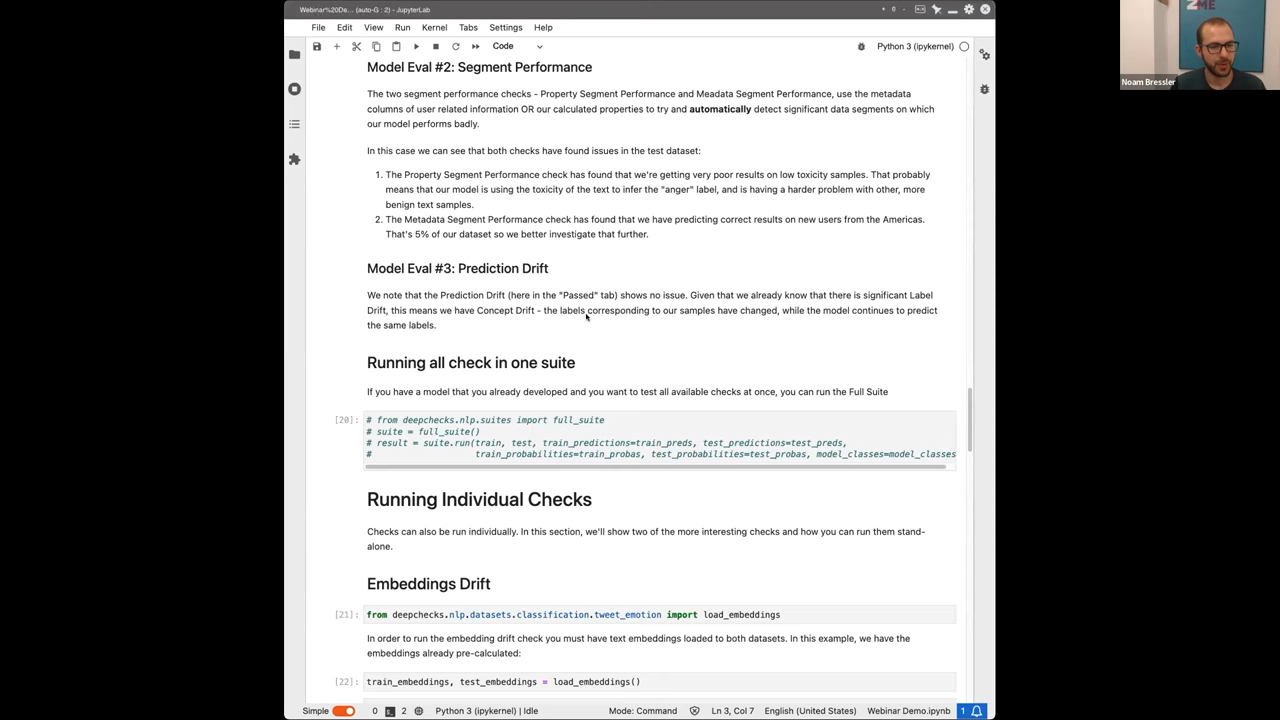 Webinar%20De... (auto-G : 2) - JupyterLab
File Edit View Run Kernel Tabs Settings Help
Code
Python 3 (ipykernel)
Noam Bressler
Model Eval #2: Segment Performance
The two segment performance checks - Property Segment Performance and Meadata Segment Performance, use the metadata
columns of user related information OR our calculated properties to try and automatically detect significant data segments on which
our model performs badly.
In this case we can see that both checks have found issues in the test dataset:
1. The Property Segment Performance check has found that we're getting very poor results on low toxicity samples. That probably
means that our model is using the toxicity of the text to infer the "anger" label, and is having a harder problem with other, more
benign text samples.
2. The Metadata Segment Performance check has found that we have predicting correct results on new users from the Americas.
That's 5% of our dataset so we better investigate that further.
Model Eval #3: Prediction Drift
We note that the Prediction Drift (here in the "Passed" tab) shows no issue. Given that we already know that there is significant Label
Drift, this means we have Concept Drift - the labels corresponding to our samples have changed, while the model continues to predict
the same labels.
Running all check in one suite
If you have a model that you already developed and you want to test all available checks at once, you can run the Full Suite
[20]: # from deepchecks.nlp.suites import full_suite
# suite = full_suite()
# result = suite.run(train, test, train_predictions=train_preds, test_predictions=test_preds,
# train_probabilities=train_probas, test_probabilities=test_probas, model_classes=model_classes
Running Individual Checks
Checks can also be run individually. In this section, we'll show two of the more interesting checks and how you can run them stand-
alone.
Embeddings Drift
[21]: from deepchecks.nlp.datasets.classification.tweet_emotion import load_embeddings
In order to run the embedding drift check you must have text embeddings loaded to both datasets. In this example, we have the
embeddings already pre-calculated:
[22]: train_embeddings, test_embeddings = load_embeddings()
Simple 0 2 Python 3 (ipykernel) | Idle Mode: Command Ln 3, Col 7 English (United States) Webinar Demo.ipynb 1